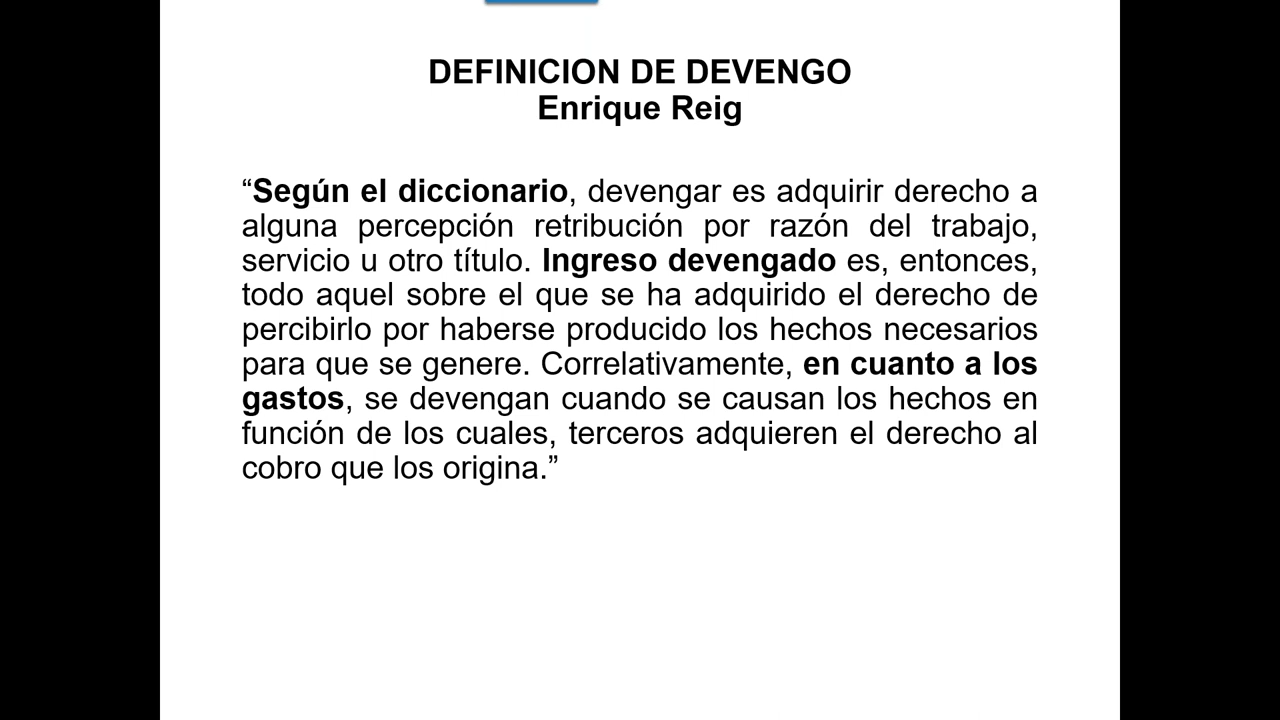 DEFINICION DE DEVENGO
Enrique Reig
“Según el diccionario, devengar es adquirir derecho a
alguna percepción retribución por razón del trabajo,
servicio u otro título. Ingreso devengado es, entonces,
todo aquel sobre el que se ha adquirido el derecho de
percibirlo por haberse producido los hechos necesarios
para que se genere. Correlativamente, en cuanto a los
gastos, se devengan cuando se causan los hechos en
función de los cuales, terceros adquieren el derecho al
cobro que los origina.”